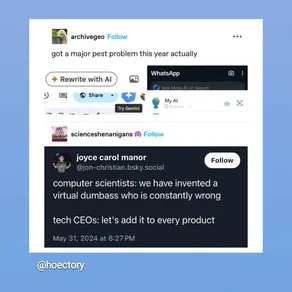 archivegeo Follow
got a major pest problem this year actually
Rewrite with AI
WhatsApp
Ask Meta AI or Search
Share
My AI
Try Gemini
scienceshenanigans Follow
joyce carol manor
@jon-christian.bsky.social
Follow
computer scientists: we have invented a
virtual dumbass who is constantly wrong
tech CEOs: let's add it to every product
May 31, 2024 at 6:27 PM
@hoectory